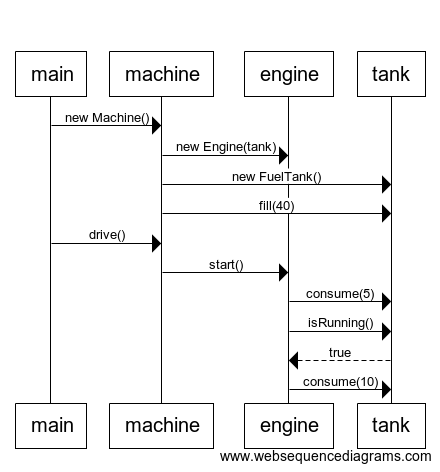 main machine engine tank
new Machine()
new Engine(tank)
new FuelTank()
fill(40)
drive()
start()
consume(5)
isRunning()
true
consume(10)
main machine engine tank
www.websequencediagrams.com